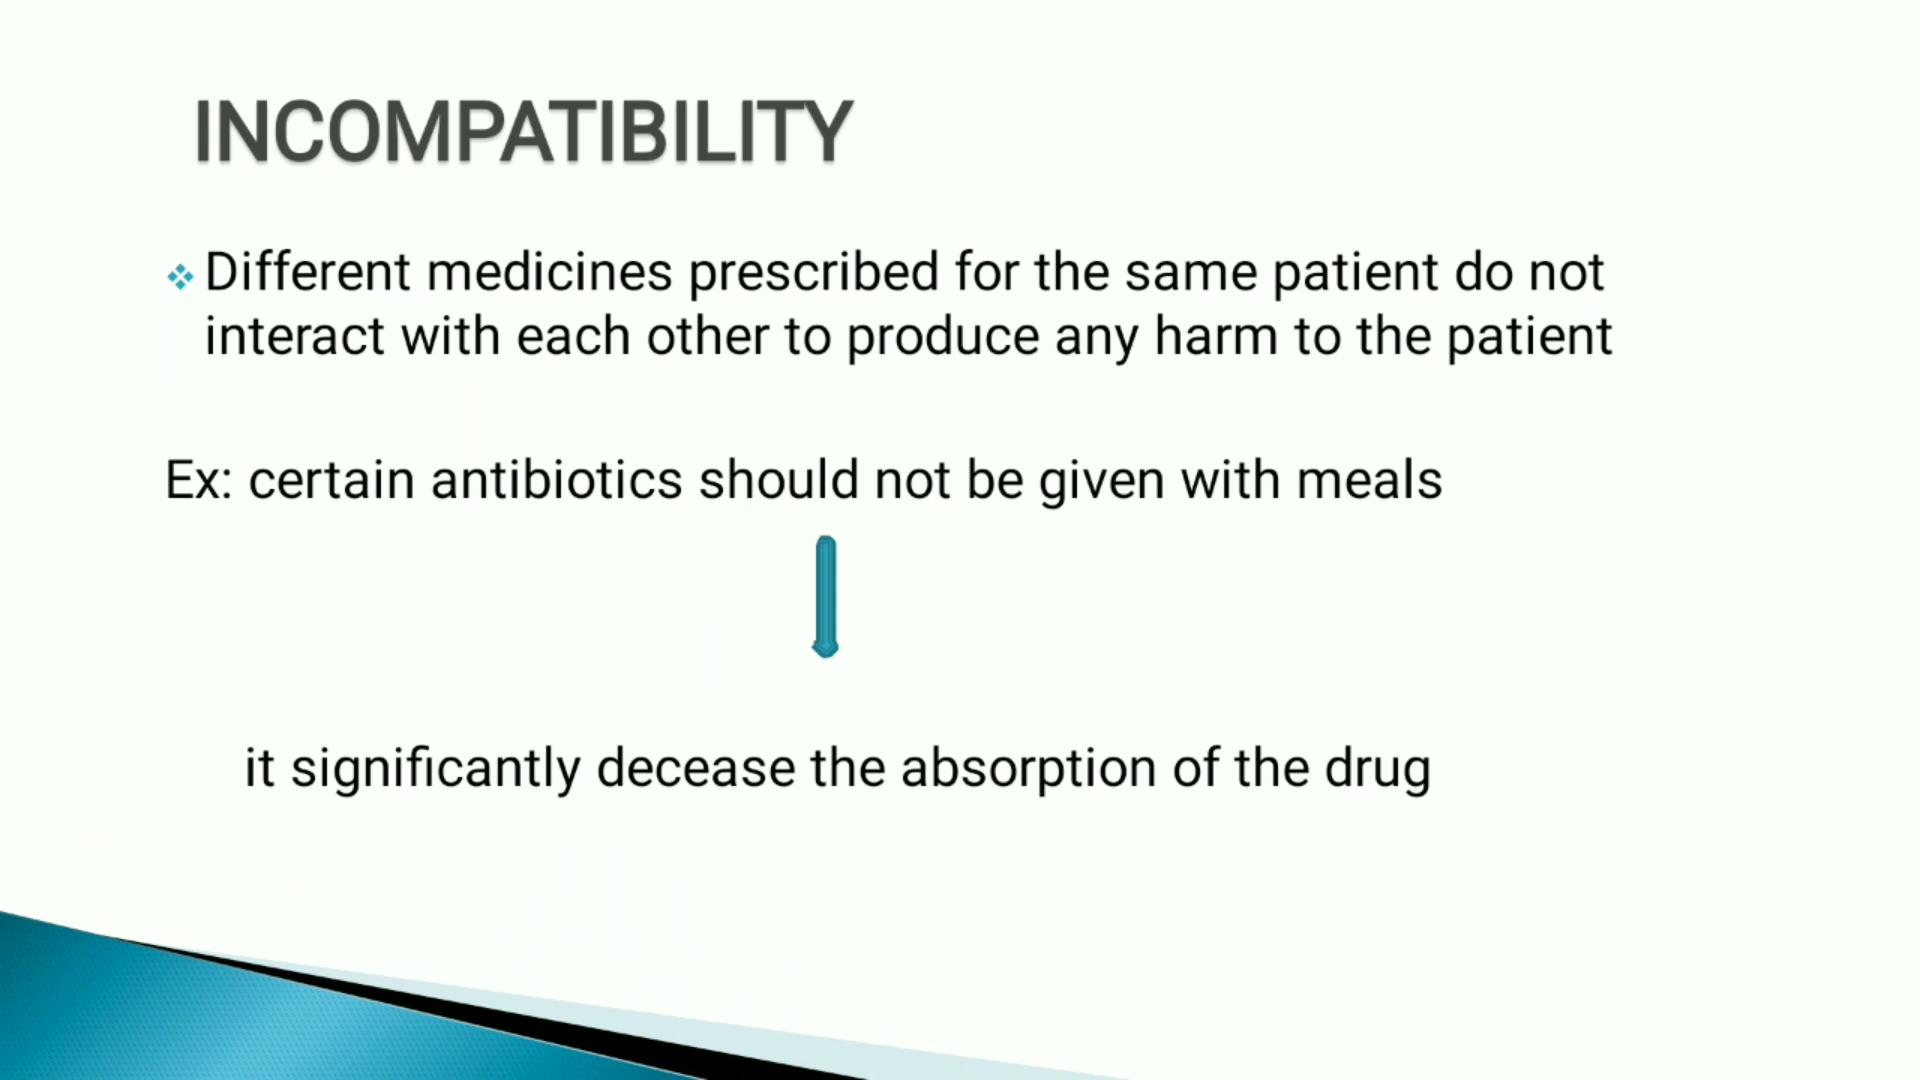 INCOMPATIBILITY
Different medicines prescribed for the same patient do not
interact with each other to produce any harm to the patient
Ex: certain antibiotics should not be given with meals
it significantly decease the absorption of the drug